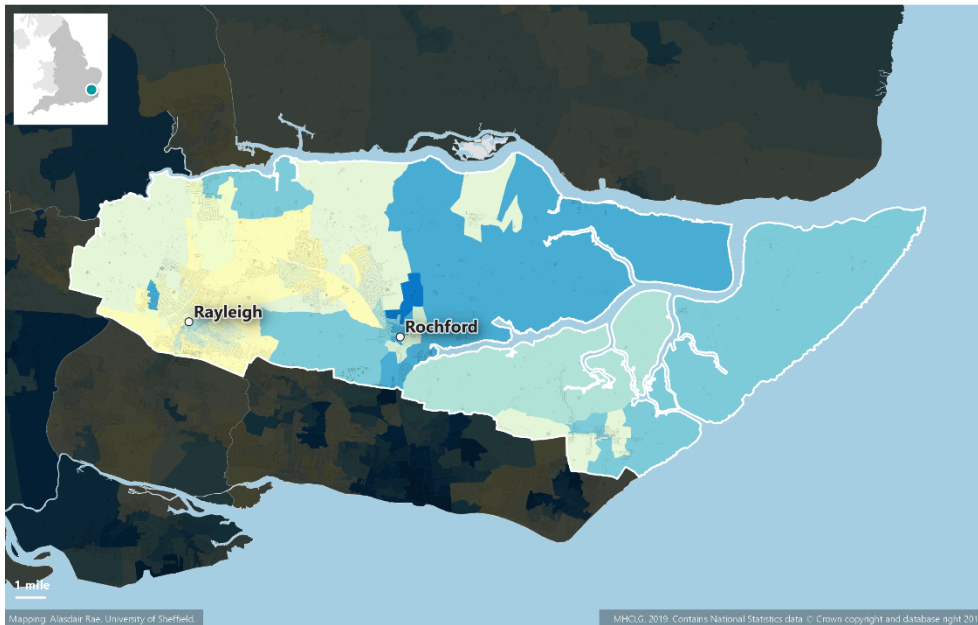 Rayleigh
Rochford
1 mile
Mapping: Alasdair Rae, University of Sheffield.
MHCLG, 2019. Contains National Statistics data © Crown copyright and database right 201